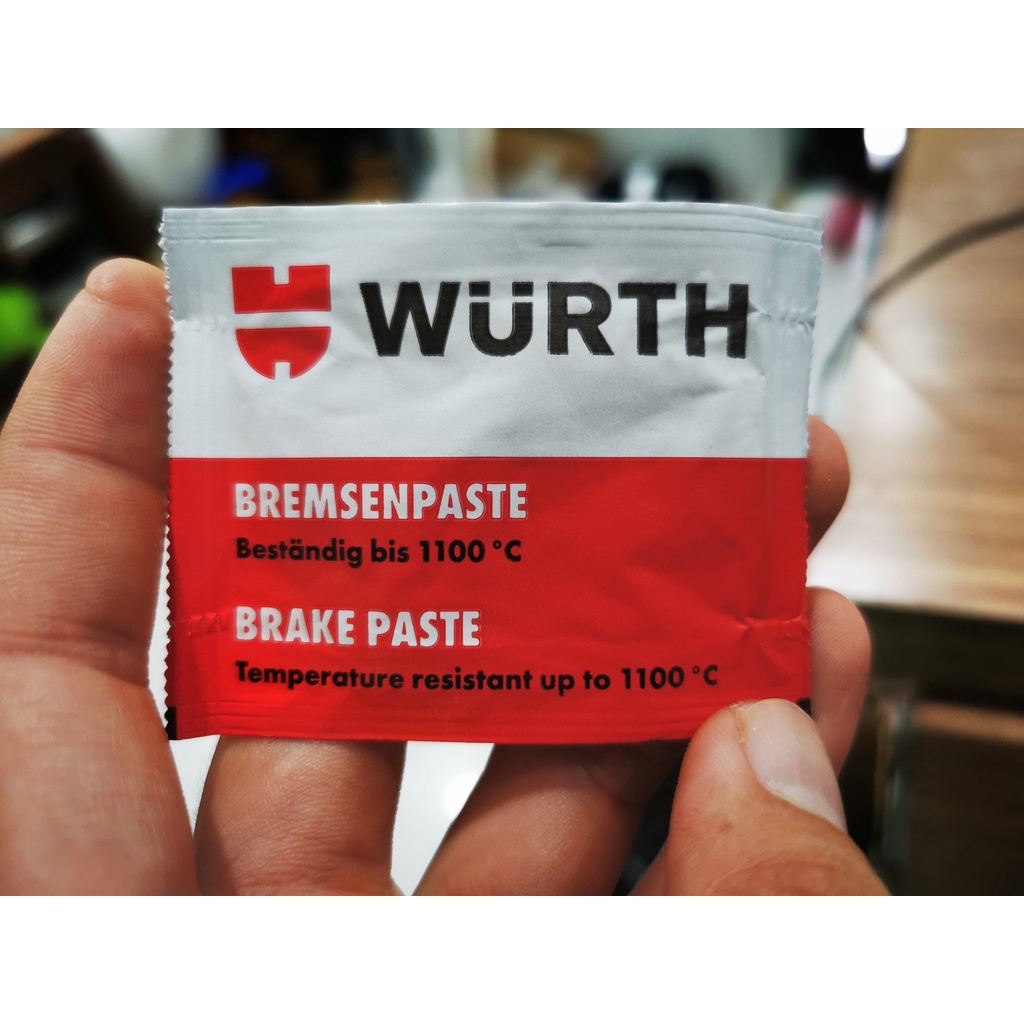 WÜRTH
BREMSENPASTE
Beständig bis 1100 °C
BRAKE PASTE
Temperature resistant up to 1100 °C